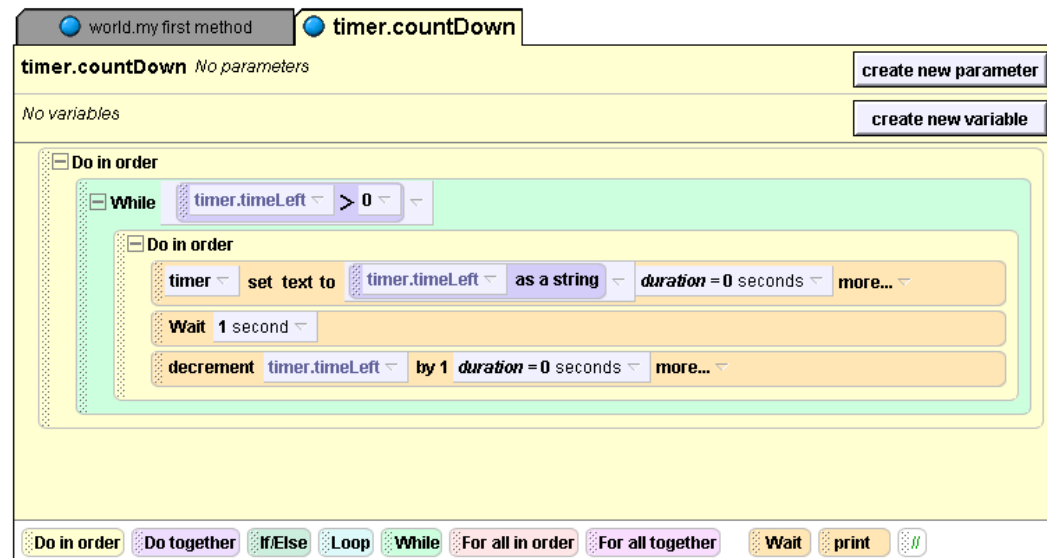 world.my first method timer.countDown
timer.countDown No parameters create new parameter
No variables create new variable
Do in order
While timer.timeLeft > 0
Do in order
timer set text to timer.timeLeft as a string duration = 0 seconds more...
Wait 1 second
decrement timer.timeLeft by 1 duration = 0 seconds more...
Do in order Do together If/Else Loop While For all in order For all together Wait print //